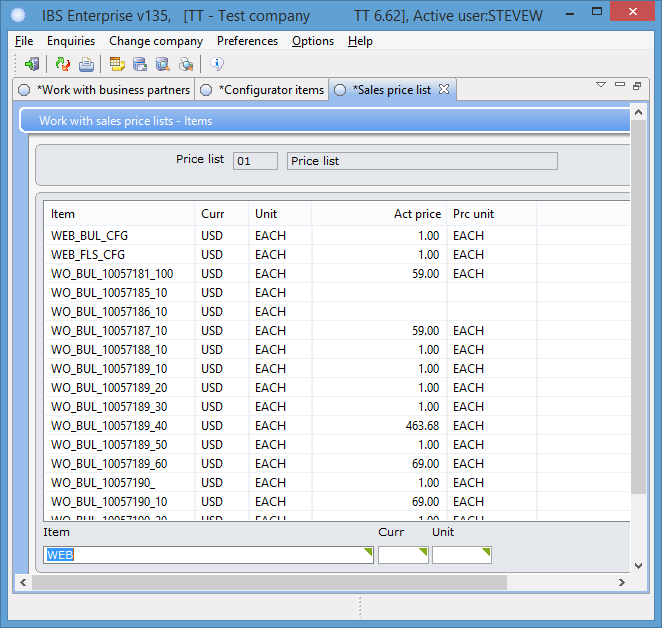 IBS Enterprise v135, [TT - Test company TT 6.62], Active user:STEVEW
File Enquiries Change company Preferences Options Help
*Work with business partners *Configurator items *Sales price list
Work with sales price lists - Items
Price list 01 Price list
Item Curr Unit Act price Prc unit
WEB_BUL_CFG USD EACH 1.00 EACH
WEB_FLS_CFG USD EACH 1.00 EACH
WO_BUL_10057181_100 USD EACH 59.00 EACH
WO_BUL_10057185_10 USD EACH
WO_BUL_10057186_10 USD EACH
WO_BUL_10057187_10 USD EACH 59.00 EACH
WO_BUL_10057188_10 USD EACH 1.00 EACH
WO_BUL_10057189_10 USD EACH 1.00 EACH
WO_BUL_10057189_20 USD EACH 1.00 EACH
WO_BUL_10057189_30 USD EACH 1.00 EACH
WO_BUL_10057189_40 USD EACH 463.68 EACH
WO_BUL_10057189_50 USD EACH 1.00 EACH
WO_BUL_10057189_60 USD EACH 69.00 EACH
WO_BUL_10057190_ USD EACH 1.00 EACH
WO_BUL_10057190_10 USD EACH 69.00 EACH
WO_BUL_10057190_20 USD EACH 1.00 EACH
Item Curr Unit
WEB